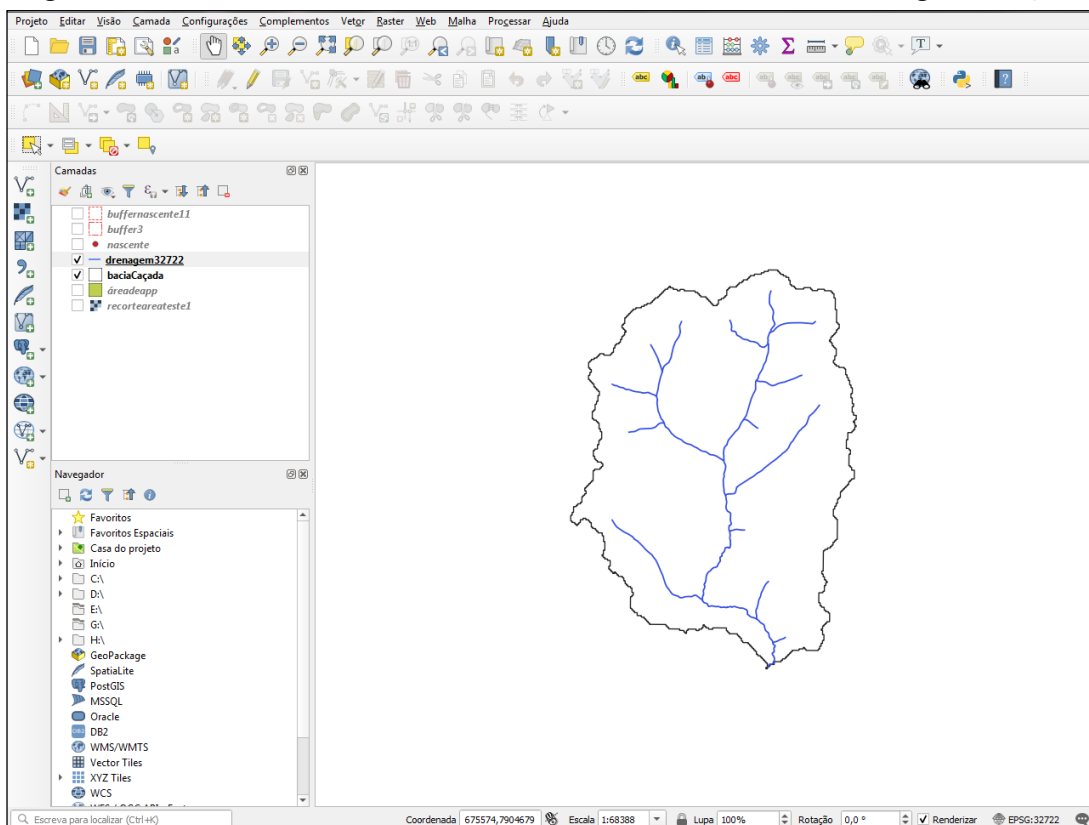 Projeto Editar Visão Camada Configurações Complementos Vetor Raster Web Malha Processar Ajuda
Camadas
buffernascente11
buffer3
nascente
drenagem32722
baciaCaçada
áreadeapp
recorteareateste1
Navegador
Favoritos
Favoritos Espaciais
Casa do projeto
Início
C:\
D:\
E:\
G:\
H:\
GeoPackage
SpatiaLite
PostGIS
MSSQL
Oracle
DB2
WMS/WMTS
Vector Tiles
XYZ Tiles
WCS
Escreva para localizar (Ctrl+K) Coordenada 675574,7904679 Escala 1:68388 Lupa 100% Rotação 0,0 ° Renderizar EPSG:32722